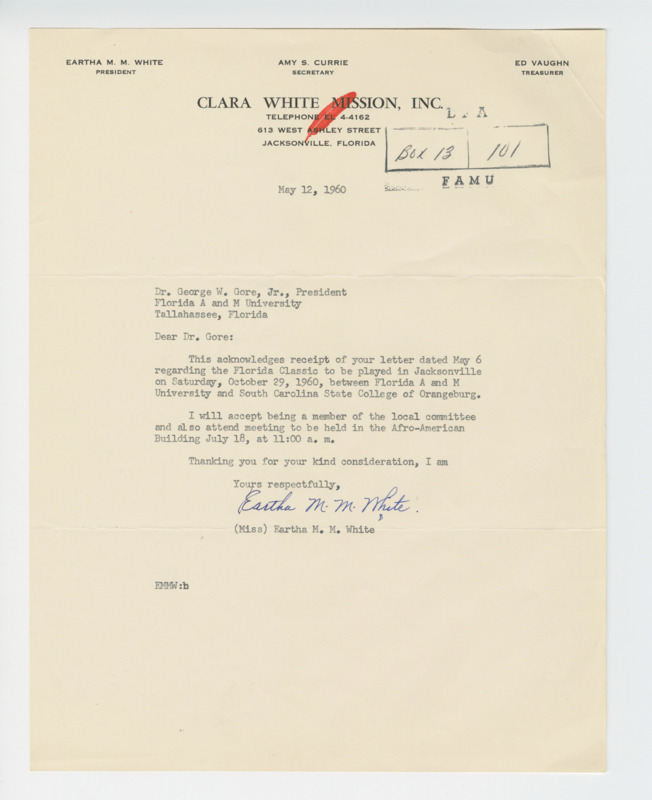 EARTHA M. M. WHITE
PRESIDENT
AMY S. CURRIE
SECRETARY
ED VAUGHN
TREASURER
CLARA WHITE MISSION, INC.
TELEPHONE EL 4-4162
613 WEST ASHLEY STREET
JACKSONVILLE, FLORIDA
BOX 13 101
FAMU
May 12, 1960
Dr. George W. Gore, Jr., President
Florida A and M University
Tallahassee, Florida
Dear Dr. Gore:
This acknowledges receipt of your letter dated May 6
regarding the Florida Classic to be played in Jacksonville
on Saturday, October 29, 1960, between Florida A and M
University and South Carolina State College of Orangeburg.
I will accept being a member of the local committee
and also attend meeting to be held in the Afro-American
Building July 18, at 11:00 a. m.
Thanking you for your kind consideration, I am
Yours respectfully,
Eartha M. M. White.
(Miss) Eartha M. M. White
EMMW:b